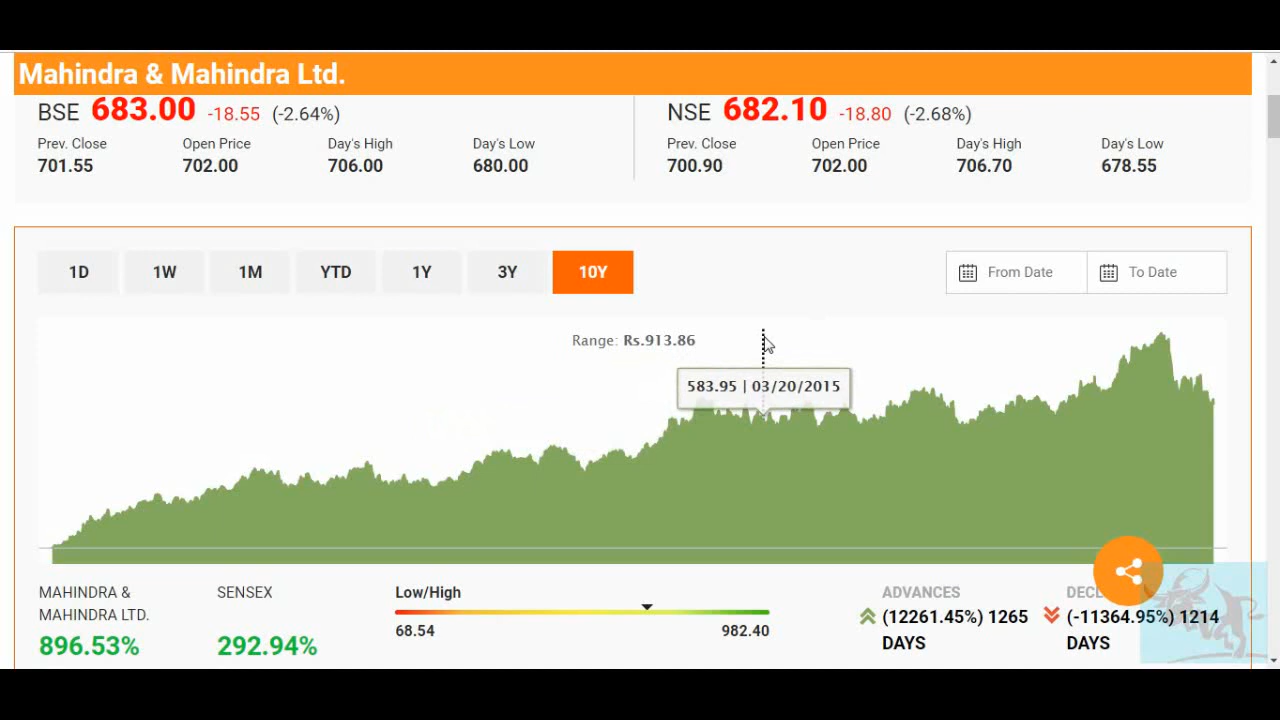 Mahindra & Mahindra Ltd.
BSE 683.00 -18.55 (-2.64%)
Prev. Close Open Price Day's High Day's Low
701.55 702.00 706.00 680.00
NSE 682.10 -18.80 (-2.68%)
Prev. Close Open Price Day's High Day's Low
700.90 702.00 706.70 678.55
1D 1W 1M YTD 1Y 3Y 10Y
From Date To Date
Range: Rs.913.86
583.95 | 03/20/2015
MAHINDRA &
MAHINDRA LTD.
896.53%
SENSEX
292.94%
Low/High
68.54 982.40
ADVANCES
(12261.45%) 1265
DAYS
DECL
(-11364.95%) 1214
DAYS